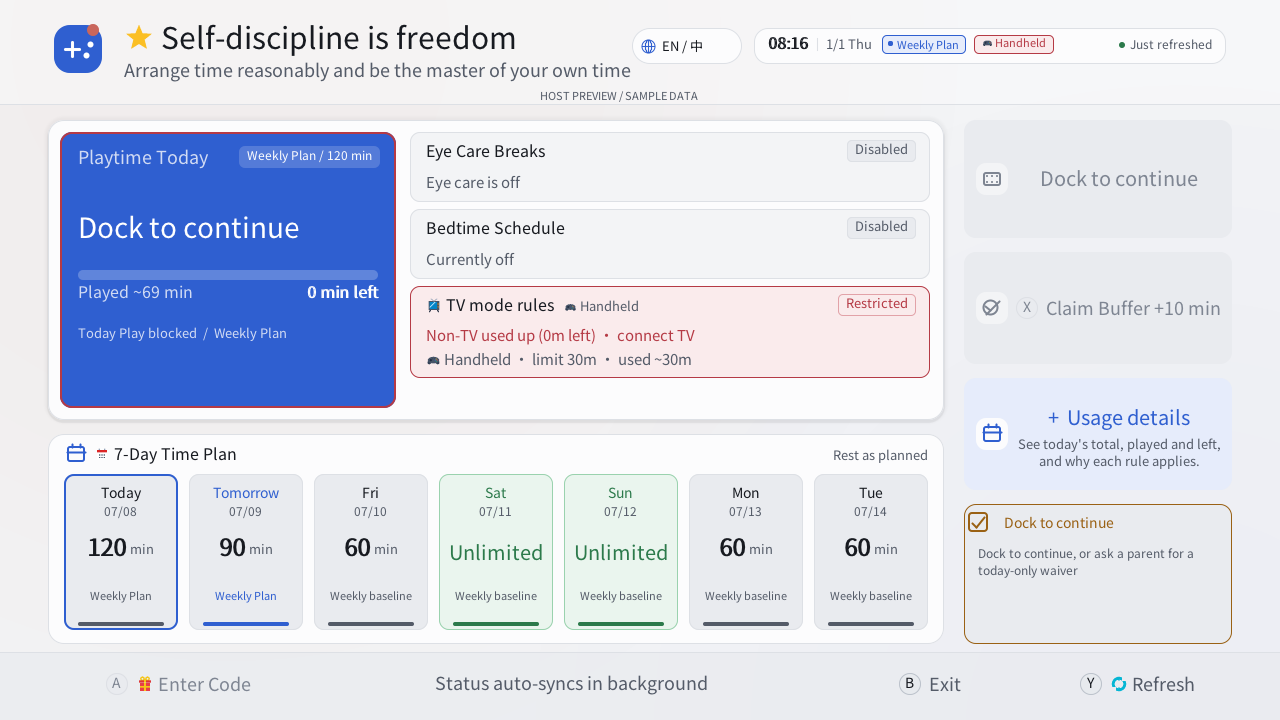 Self-discipline is freedom
Arrange time reasonably and be the master of your own time
EN / 中
08:16 1/1 Thu Weekly Plan Handheld Just refreshed
HOST PREVIEW / SAMPLE DATA
Playtime Today Weekly Plan / 120 min
Dock to continue
Played ~69 min 0 min left
Today Play blocked / Weekly Plan
Eye Care Breaks Disabled
Eye care is off
Bedtime Schedule Disabled
Currently off
TV mode rules Handheld Restricted
Non-TV used up (0m left) • connect TV
Handheld • limit 30m • used ~30m
Dock to continue
X Claim Buffer +10 min
+ Usage details
See today's total, played and left,
and why each rule applies.
Dock to continue
Dock to continue, or ask a parent for a
today-only waiver
7-Day Time Plan Rest as planned
Today Tomorrow Fri Sat Sun Mon Tue
07/08 07/09 07/10 07/11 07/12 07/13 07/14
120 min 90 min 60 min Unlimited Unlimited 60 min 60 min
Weekly Plan Weekly Plan Weekly baseline Weekly baseline Weekly baseline Weekly baseline Weekly baseline
A Enter Code Status auto-syncs in background B Exit Y Refresh